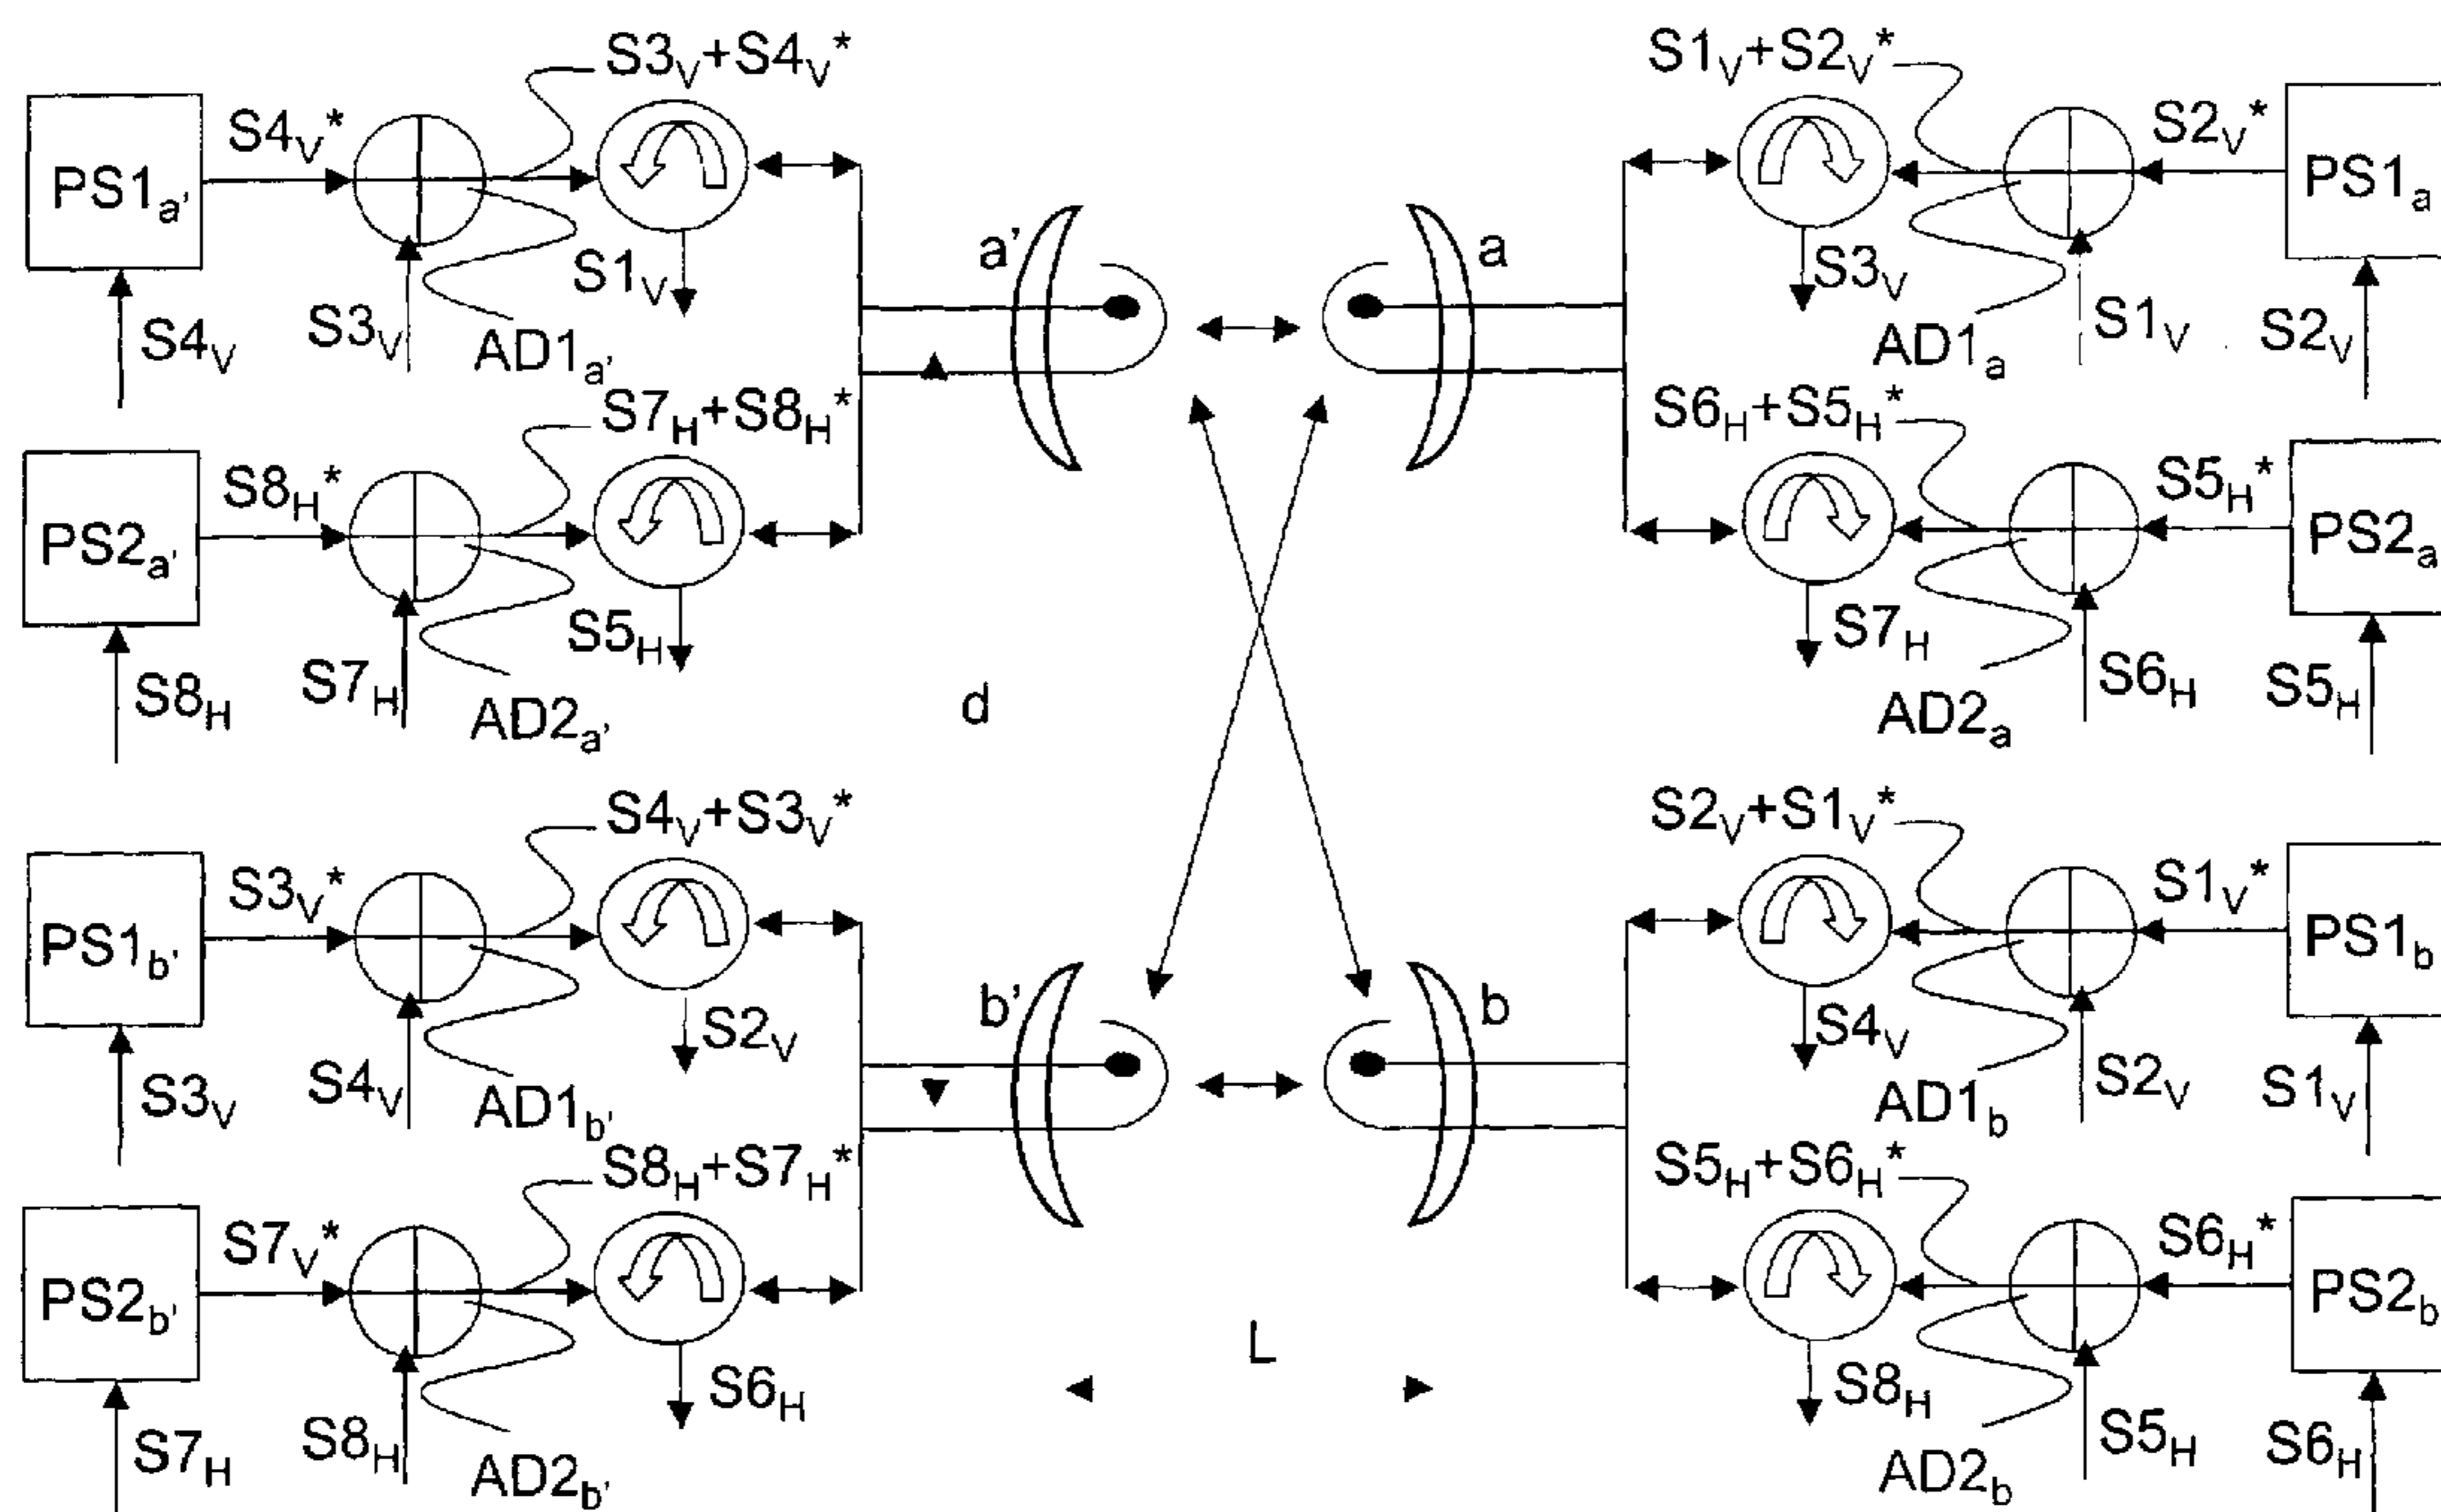 S3V+S4V*
S1V+S2V*
PS1a'
S4V*
S2V*
PS1a
S4V
S3V
AD1a'
S1V
a'
a
S3V
AD1a
S1V
S2V
S7H+S8H*
S6H+S5H*
PS2a'
S8H*
S5H*
PS2a
S8H
S7H
AD2a'
S5H
d
S7H
AD2a
S6H
S5H
S4V+S3V*
S2V+S1V*
PS1b'
S3V*
S1V*
PS1b
S3V
S4V
AD1b'
S2V
b'
b
S4V
AD1b
S2V
S1V
S8H+S7H*
S5H+S6H*
PS2b'
S7V*
S6H*
PS2b
S7H
S8H
AD2b'
S6H
L
S8H
AD2b
S5H
S6H